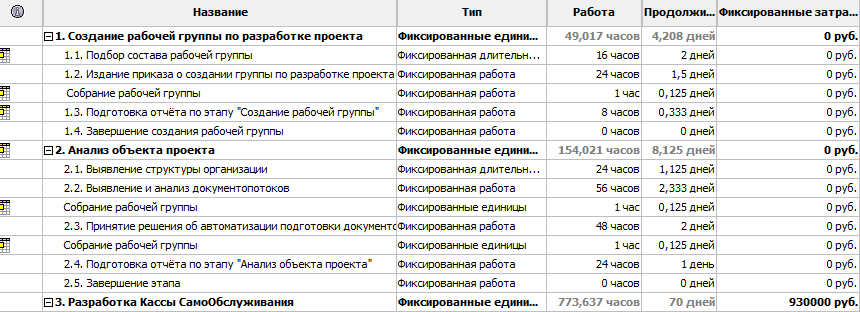 Название Тип Работа Продолжи... Фиксированные затра...
1. Создание рабочей группы по разработке проекта Фиксированные едини... 49,017 часов 4,208 дней 0 руб.
1.1. Подбор состава рабочей группы Фиксированная длительн... 16 часов 2 дней 0 руб.
1.2. Издание приказа о создании группы по разработке проекта Фиксированная работа 24 часов 1,5 дней 0 руб.
Собрание рабочей группы Фиксированная работа 1 час 0,125 дней 0 руб.
1.3. Подготовка отчёта по этапу "Создание рабочей группы" Фиксированная работа 8 часов 0,333 дней 0 руб.
1.4. Завершение создания рабочей группы Фиксированная работа 0 часов 0 дней 0 руб.
2. Анализ объекта проекта Фиксированные едини... 154,021 часов 8,125 дней 0 руб.
2.1. Выявление структуры организации Фиксированная длительн... 24 часов 1,125 дней 0 руб.
2.2. Выявление и анализ документопотоков Фиксированная работа 56 часов 2,333 дней 0 руб.
Собрание рабочей группы Фиксированные единицы 1 час 0,125 дней 0 руб.
2.3. Принятие решения об автоматизации подготовки документо Фиксированная работа 48 часов 2 дней 0 руб.
Собрание рабочей группы Фиксированные единицы 1 час 0,125 дней 0 руб.
2.4. Подготовка отчёта по этапу "Анализ объекта проекта" Фиксированная работа 24 часов 1 день 0 руб.
2.5. Завершение этапа Фиксированная работа 0 часов 0 дней 0 руб.
3. Разработка Кассы СамоОбслуживания Фиксированные едини... 773,637 часов 70 дней 930000 руб.